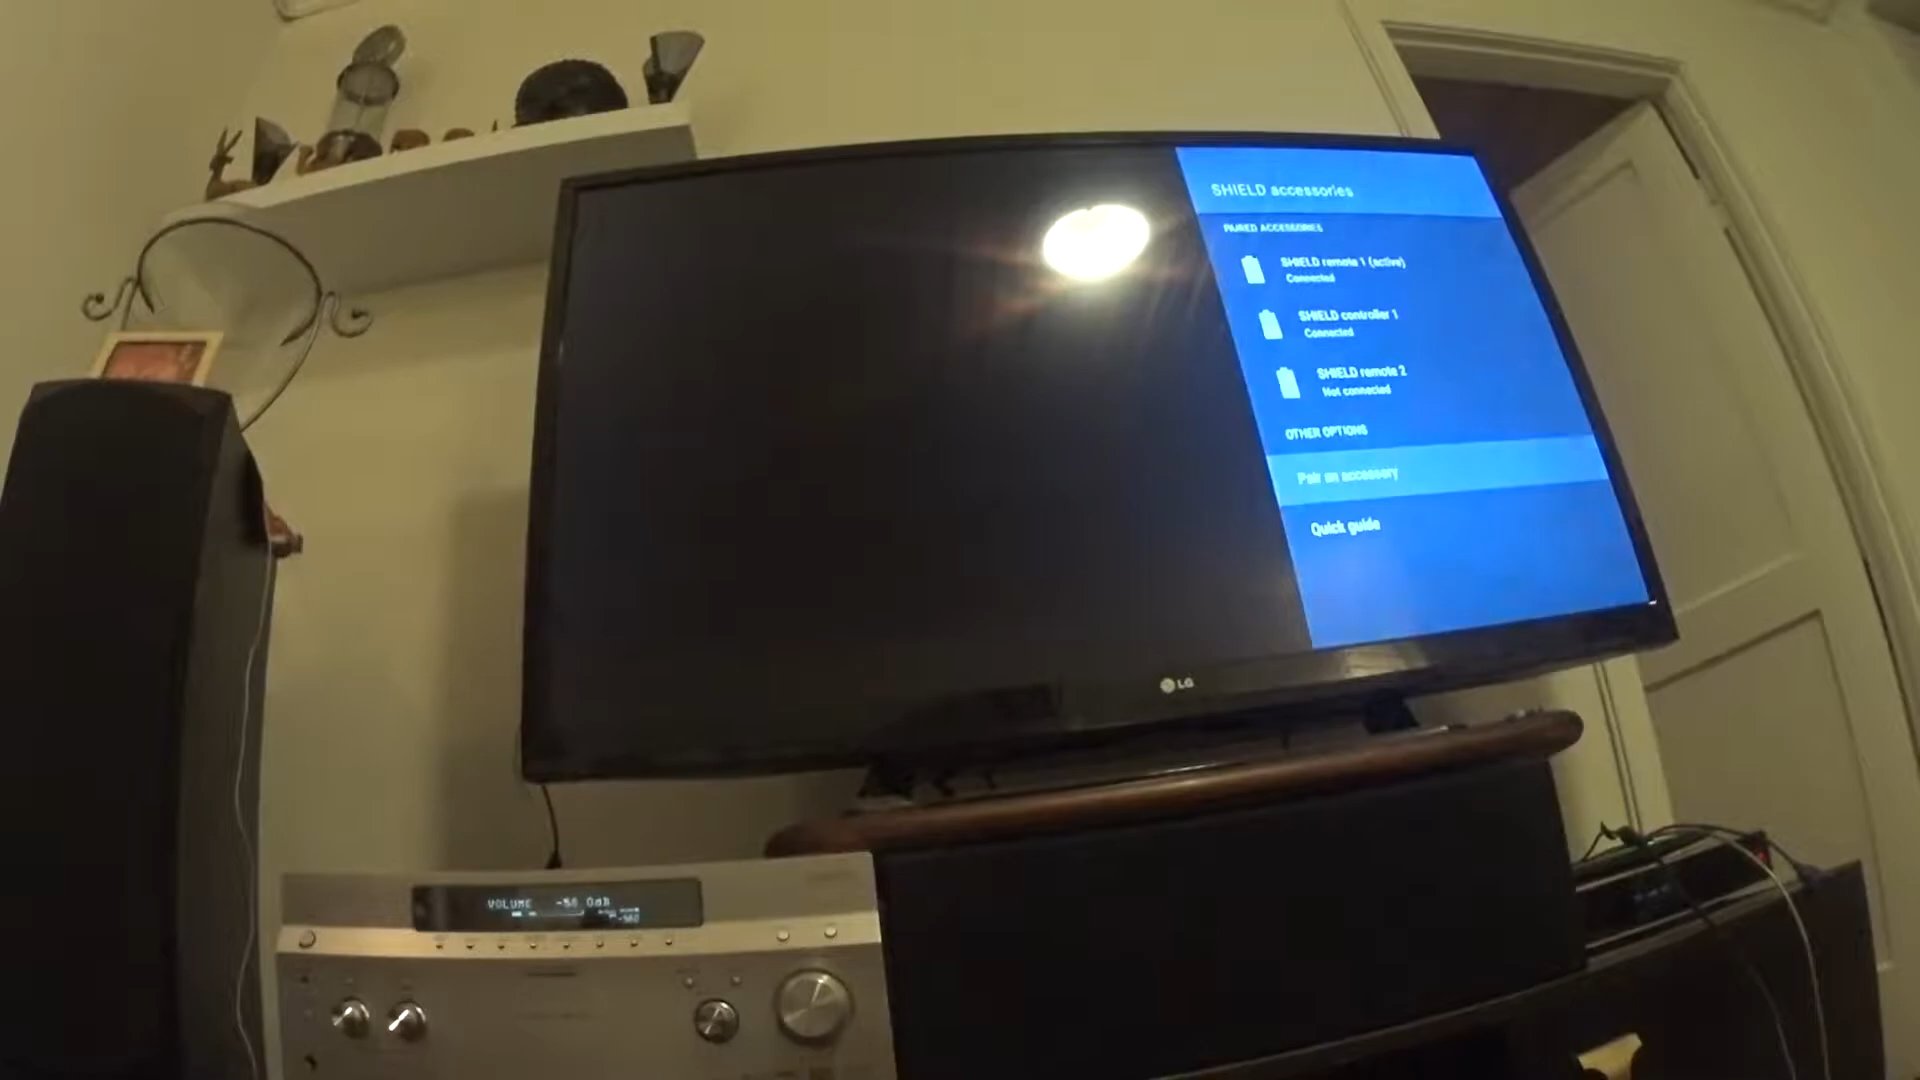 SHIELD accessories
PAIRED ACCESSORIES
SHIELD remote 1 (active)
Connected
SHIELD controller 1
Connected
SHIELD remote 2
Not connected
OTHER OPTIONS
Pair an accessory
Quick guide
LG
VOLUME -56.0dB